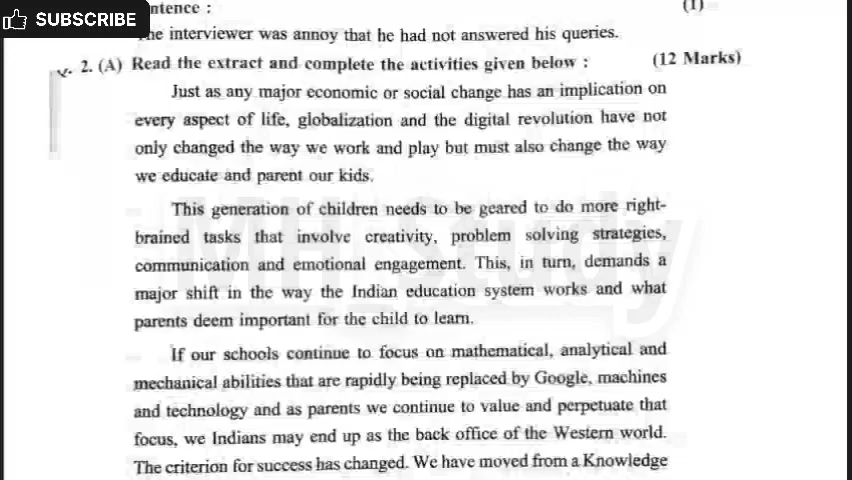 SUBSCRIBE
ntence :
(1)
The interviewer was annoy that he had not answered his queries.
2. (A) Read the extract and complete the activities given below :
(12 Marks)
Just as any major economic or social change has an implication on
every aspect of life, globalization and the digital revolution have not
only changed the way we work and play but must also change the way
we educate and parent our kids.
This generation of children needs to be geared to do more right-
brained tasks that involve creativity, problem solving strategies,
communication and emotional engagement. This, in turn, demands a
major shift in the way the Indian education system works and what
parents deem important for the child to learn.
If our schools continue to focus on mathematical, analytical and
mechanical abilities that are rapidly being replaced by Google, machines
and technology and as parents we continue to value and perpetuate that
focus, we Indians may end up as the back office of the Western world.
The criterion for success has changed. We have moved from a Knowledge